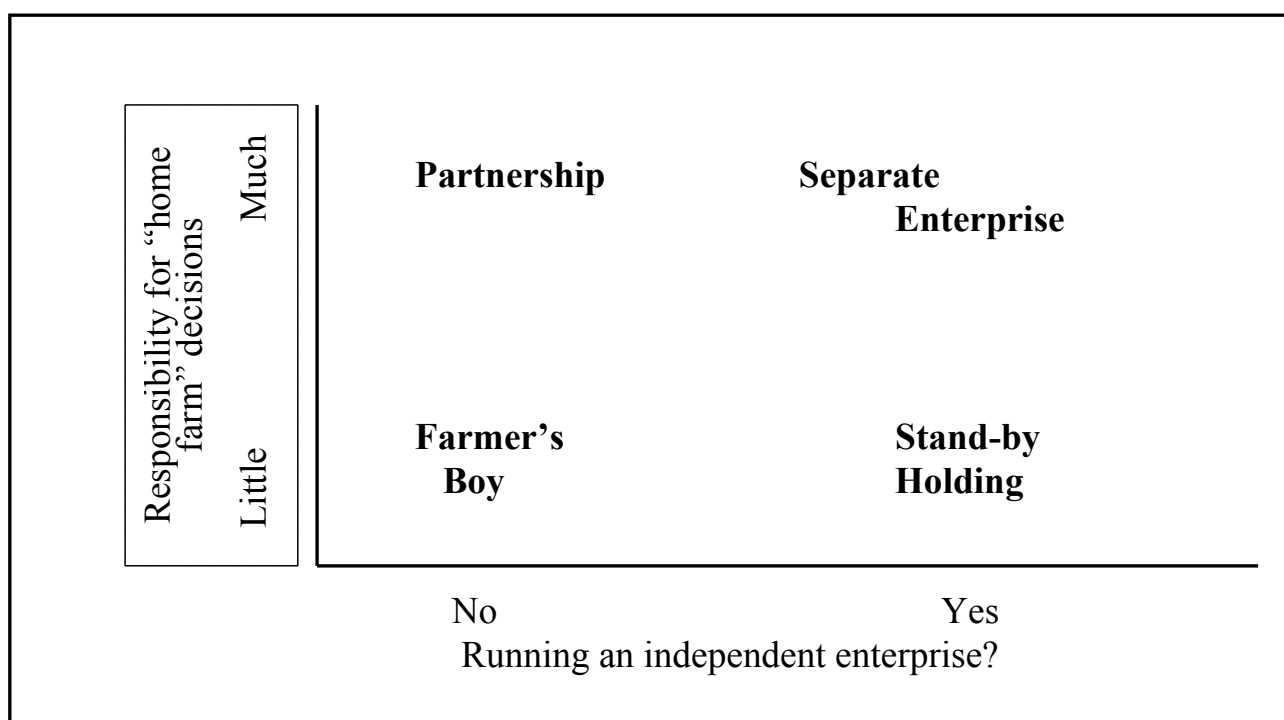 Responsibility for “home
farm” decisions
Little Much
Partnership
Separate
Enterprise
Farmer’s
Boy
Stand-by
Holding
No Yes
Running an independent enterprise?